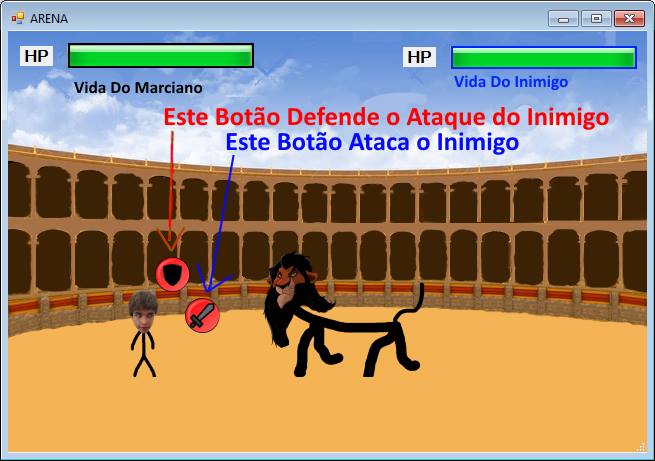 ARENA
HP
HP
Vida Do Marciano
Vida Do Inimigo
Este Botão Defende o Ataque do Inimigo
Este Botão Ataca o Inimigo